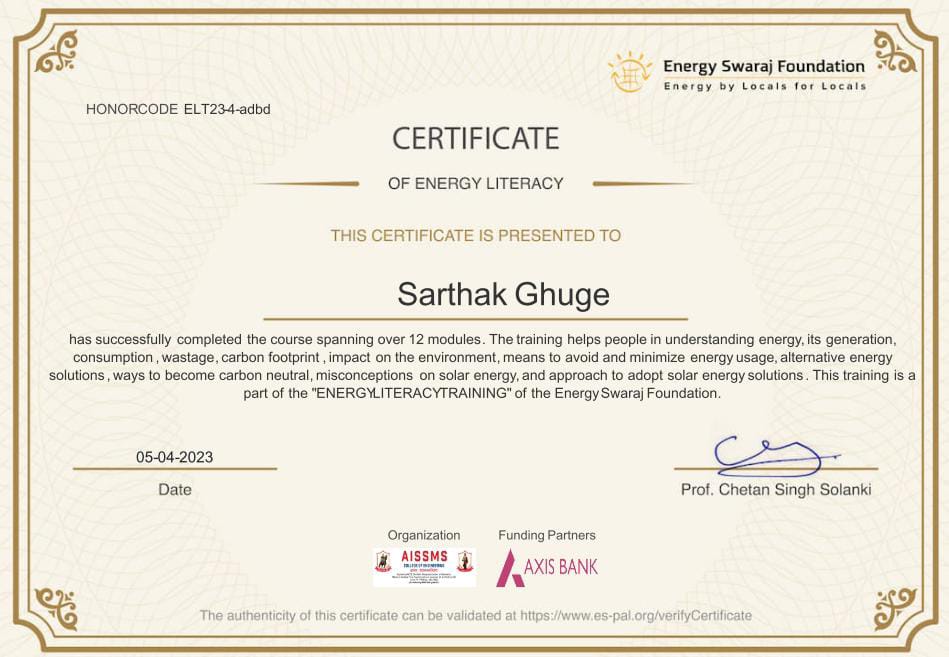 Energy Swaraj Foundation
Energy by Locals for Locals
HONORCODE ELT23-4-adbd
CERTIFICATE
OF ENERGY LITERACY
THIS CERTIFICATE IS PRESENTED TO
Sarthak Ghuge
has successfully completed the course spanning over 12 modules. The training helps people in understanding energy, its generation,
consumption, wastage, carbon footprint, impact on the environment, means to avoid and minimize energy usage, alternative energy
solutions, ways to become carbon neutral, misconceptions on solar energy, and approach to adopt solar energy solutions. This training is a
part of the "ENERGY LITERACY TRAINING" of the Energy Swaraj Foundation.
05-04-2023
Date
Prof. Chetan Singh Solanki
Organization
Funding Partners
AISSMS
COLLEGE OF ENGINEERING
AXIS BANK
The authenticity of this certificate can be validated at https://www.es-pal.org/verifyCertificate